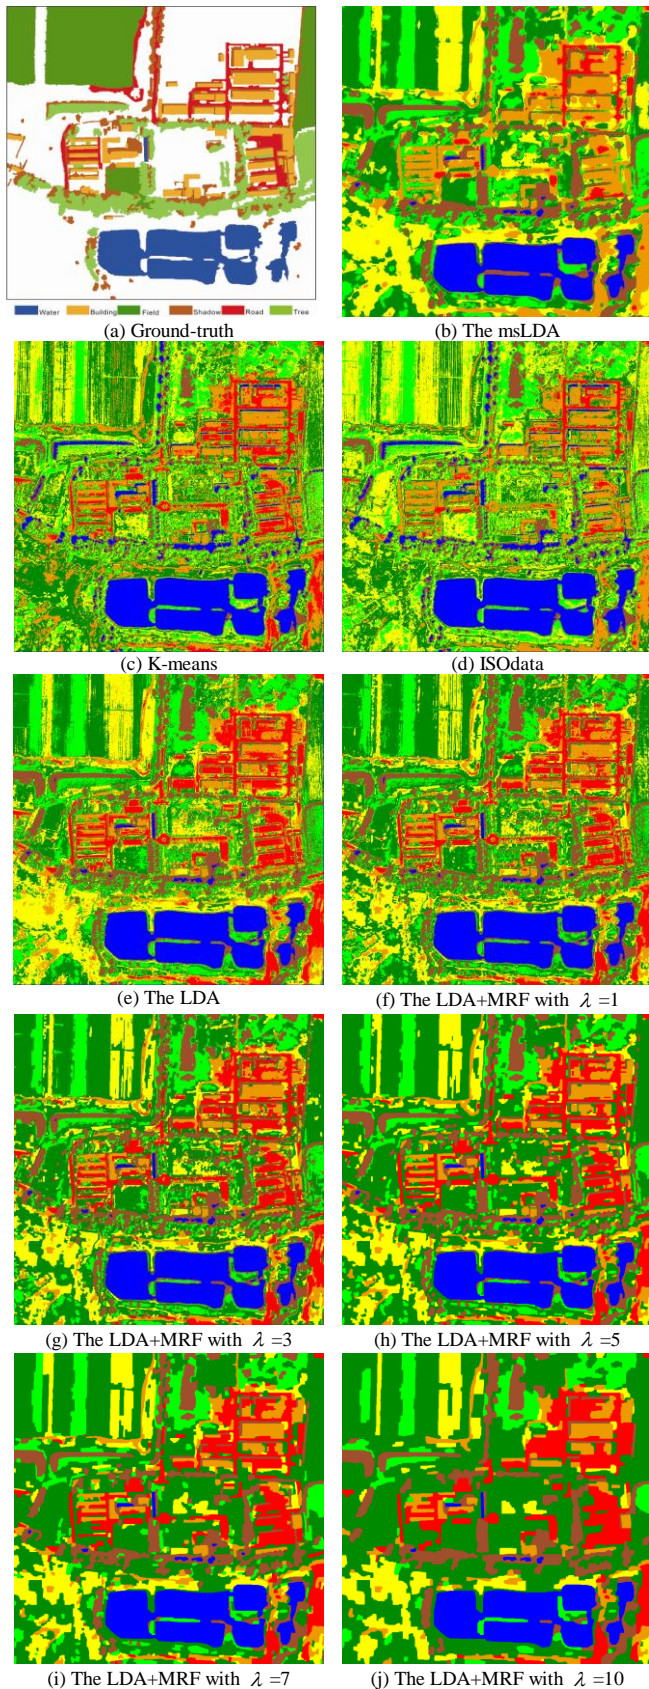 Water Building Field Shadow Road Tree
(a) Ground-truth
(b) The msLDA
(c) K-means
(d) ISOdata
(e) The LDA
(f) The LDA+MRF with λ =1
(g) The LDA+MRF with λ =3
(h) The LDA+MRF with λ =5
(i) The LDA+MRF with λ =7
(j) The LDA+MRF with λ =10